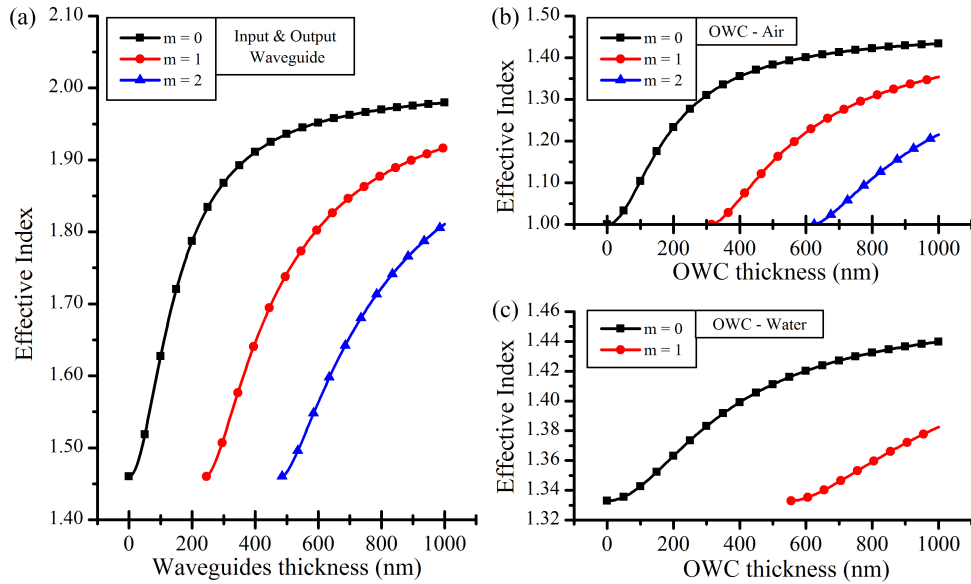 (a)
m = 0
m = 1
m = 2
Input & Output
Waveguide
2.10
2.00
1.90
1.80
1.70
1.60
1.50
1.40
Effective Index
0 200 400 600 800 1000
Waveguides thickness (nm)
(b)
m = 0
m = 1
m = 2
OWC - Air
1.50
1.40
1.30
1.20
1.10
1.00
Effective Index
0 200 400 600 800 1000
OWC thickness (nm)
(c)
m = 0
m = 1
OWC - Water
1.46
1.44
1.42
1.40
1.38
1.36
1.34
1.32
Effective Index
0 200 400 600 800 1000
OWC thickness (nm)